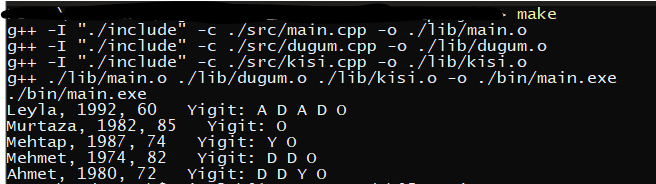 make
g++ -I "./include" -c ./src/main.cpp -o ./lib/main.o
g++ -I "./include" -c ./src/dugum.cpp -o ./lib/dugum.o
g++ -I "./include" -c ./src/kisi.cpp -o ./lib/kisi.o
g++ ./lib/main.o ./lib/dugum.o ./lib/kisi.o -o ./bin/main.exe
./bin/main.exe
Leyla, 1992, 60   Yigit: A D A D O
Murtaza, 1982, 85   Yigit: O
Mehtap, 1987, 74   Yigit: Y O
Mehmet, 1974, 82   Yigit: D D O
Ahmet, 1980, 72   Yigit: D D Y O